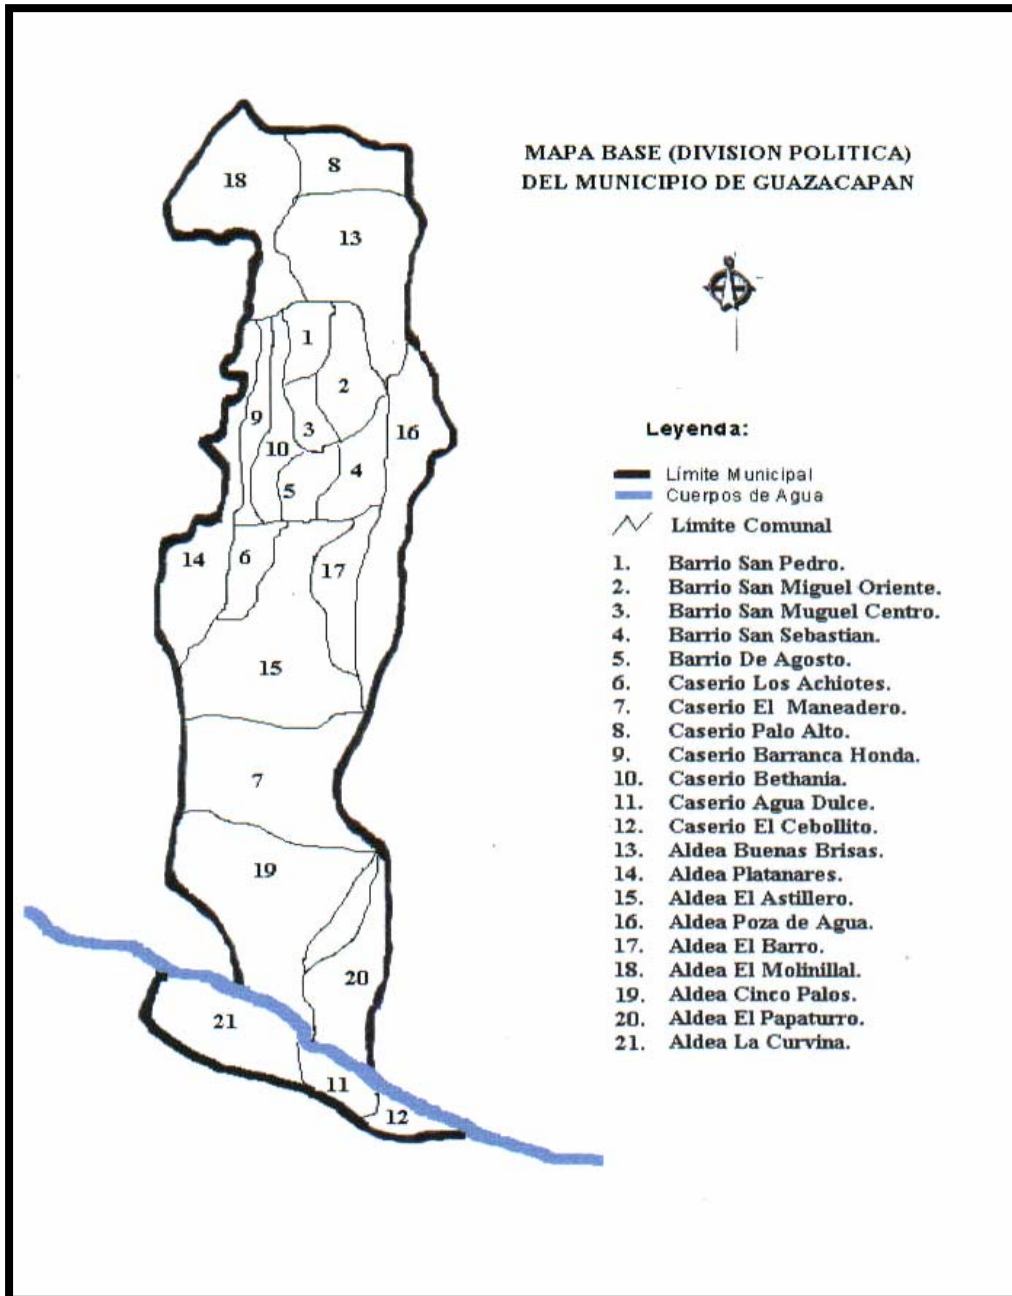 MAPA BASE (DIVISION POLITICA)
DEL MUNICIPIO DE GUAZACAPAN
18
8
13
1
2
9
3
16
10
4
5
14
6
17
15
7
19
20
21
11
12
Leyenda:
Límite Municipal
Cuerpos de Agua
Límite Comunal
1. Barrio San Pedro.
2. Barrio San Miguel Oriente.
3. Barrio San Muguel Centro.
4. Barrio San Sebastian.
5. Barrio De Agosto.
6. Caserio Los Achiotes.
7. Caserio El Maneadero.
8. Caserio Palo Alto.
9. Caserio Barranca Honda.
10. Caserio Bethania.
11. Caserio Agua Dulce.
12. Caserio El Cebollito.
13. Aldea Buenas Brisas.
14. Aldea Platanares.
15. Aldea El Astillero.
16. Aldea Poza de Agua.
17. Aldea El Barro.
18. Aldea El Molinillal.
19. Aldea Cinco Palos.
20. Aldea El Papaturro.
21. Aldea La Curvina.